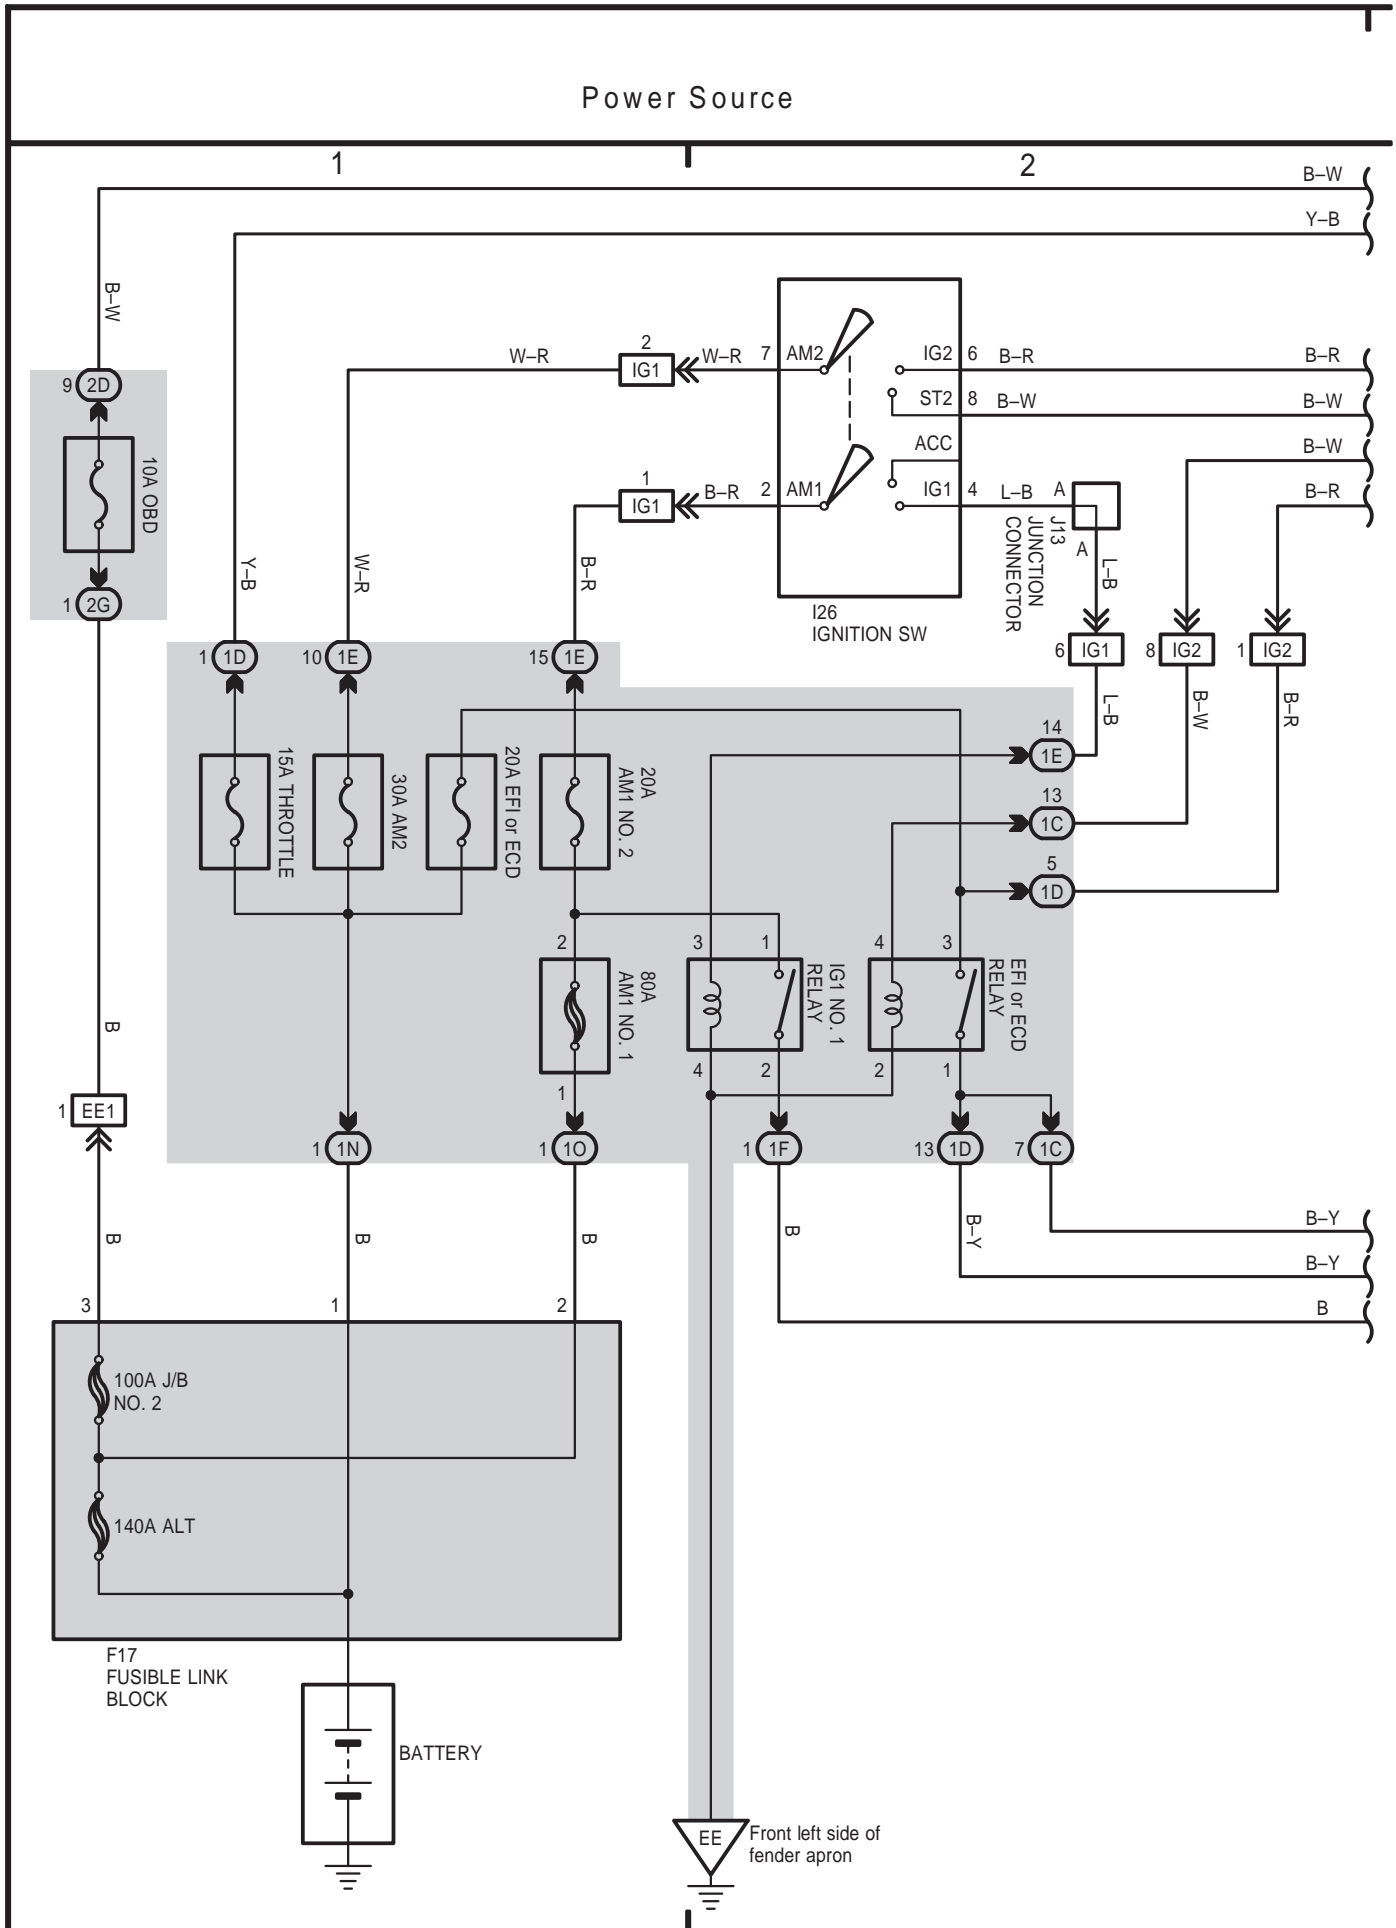 Power Source
1
2
B–W
Y–B
B–W
9 2D
10A OBD
1 2G
B
1 EE1
B
W–R
2
IG1
W–R
7 AM2
IG2 6 B–R
B–R
ST2 8 B–W
B–W
ACC
B–W
1
IG1
B–R
2 AM1
IG1 4 L–B A
B–R
J13
JUNCTION
CONNECTOR
A
L–B
I26
IGNITION SW
Y–B
W–R
B–R
6 IG1
8 IG2
1 IG2
L–B
B–W
B–R
1 1D
10 1E
15 1E
14
1E
13
1C
5
1D
15A THROTTLE
30A AM2
20A EFI or ECD
20A
AM1 NO. 2
2
80A
AM1 NO. 1
1
3
1
IG1 NO. 1
RELAY
4
2
4
3
EFI or ECD
RELAY
2
1
1 1N
1 1O
1 1F
13 1D
7 1C
B
B
B
B–Y
B–Y
B–Y
B
3
1
2
100A J/B
NO. 2
140A ALT
F17
FUSIBLE LINK
BLOCK
BATTERY
EE
Front left side of
fender apron